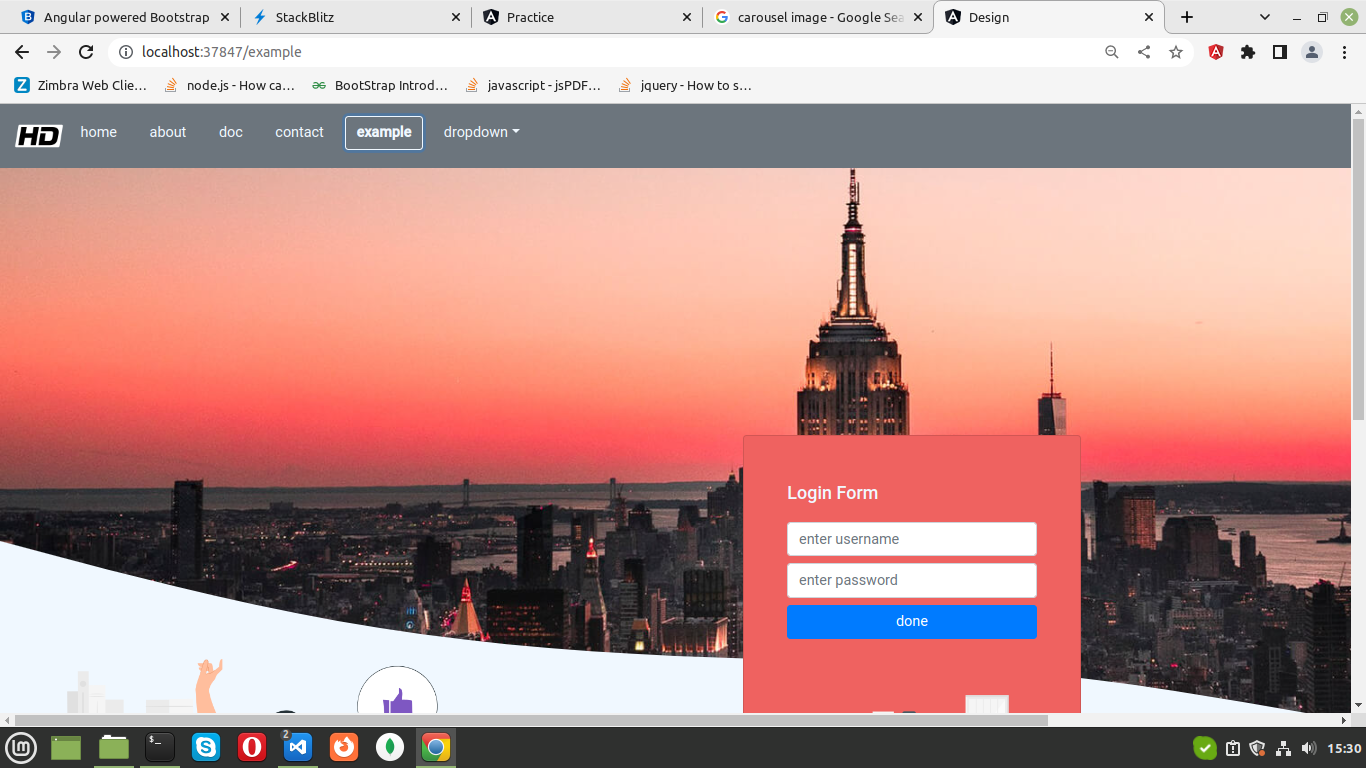 Angular powered Bootstrap
StackBlitz
Practice
carousel image - Google Sea
Design
localhost:37847/example
Zimbra Web Clie...
node.js - How ca...
BootStrap Introd...
javascript - jsPDF...
jquery - How to s...
HD
home
about
doc
contact
example
dropdown
Login Form
enter username
enter password
done
2
15:30